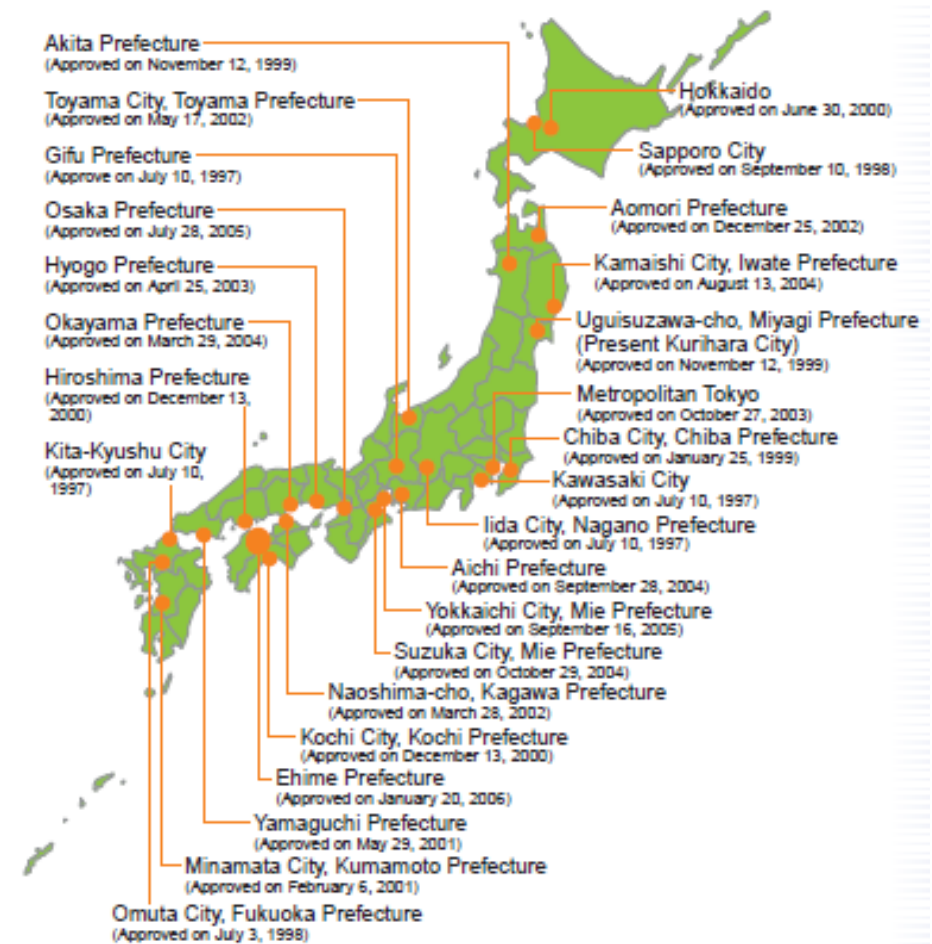 Akita Prefecture
(Approved on November 12, 1999)
Toyama City, Toyama Prefecture
(Approved on May 17, 2002)
Gifu Prefecture
(Approve on July 10, 1997)
Osaka Prefecture
(Approved on July 28, 2005)
Hyogo Prefecture
(Approved on April 25, 2003)
Okayama Prefecture
(Approved on March 29, 2004)
Hiroshima Prefecture
(Approved on December 13,
2000)
Kita-Kyushu City
(Approved on July 10,
1997)
Hokkaido
(Approved on June 30, 2000)
Sapporo City
(Approved on September 10, 1998)
Aomori Prefecture
(Approved on December 25, 2002)
Kamaishi City, Iwate Prefecture
(Approved on August 13, 2004)
Uguisuzawa-cho, Miyagi Prefecture
(Present Kurihara City)
(Approved on November 12, 1999)
Metropolitan Tokyo
(Approved on October 27, 2003)
Chiba City, Chiba Prefecture
(Approved on January 25, 1999)
Kawasaki City
(Approved on July 10, 1997)
Iida City, Nagano Prefecture
(Approved on July 10, 1997)
Aichi Prefecture
(Approved on September 28, 2004)
Yokkaichi City, Mie Prefecture
(Approved on September 16, 2005)
Suzuka City, Mie Prefecture
(Approved on October 29, 2004)
Naoshima-cho, Kagawa Prefecture
(Approved on March 28, 2002)
Kochi City, Kochi Prefecture
(Approved on December 13, 2000)
Ehime Prefecture
(Approved on January 20, 2006)
Yamaguchi Prefecture
(Approved on May 29, 2001)
Minamata City, Kumamoto Prefecture
(Approved on February 6, 2001)
Omuta City, Fukuoka Prefecture
(Approved on July 3, 1998)